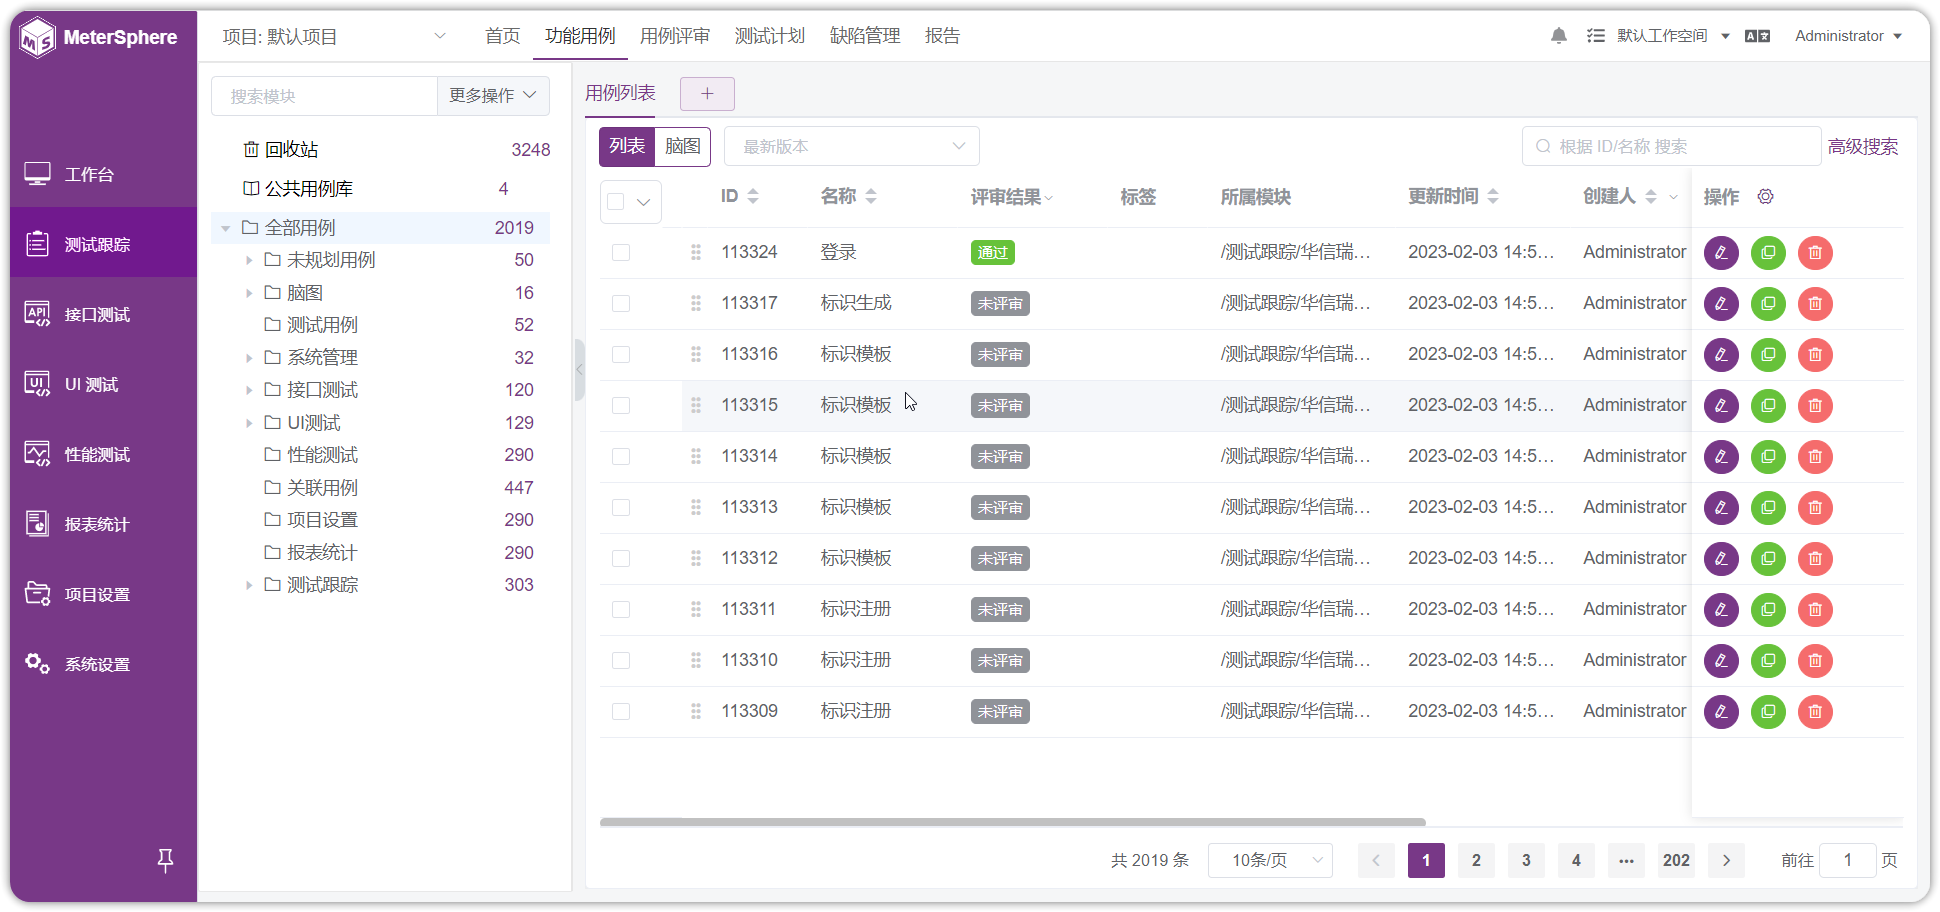 MeterSphere
项目: 默认项目
首页 功能用例 用例评审 测试计划 缺陷管理 报告
默认工作空间
Administrator
工作台
测试跟踪
接口测试
UI 测试
性能测试
报表统计
项目设置
系统设置
搜索模块 更多操作
回收站 3248
公共用例库 4
全部用例 2019
未规划用例 50
脑图 16
测试用例 52
系统管理 32
接口测试 120
UI测试 129
性能测试 290
关联用例 447
项目设置 290
报表统计 290
测试跟踪 303
用例列表 +
列表 脑图 最新版本 根据 ID/名称 搜索 高级搜索
ID 名称 评审结果 标签 所属模块 更新时间 创建人 操作
113324 登录 通过 /测试跟踪/华信瑞... 2023-02-03 14:5... Administrator
113317 标识生成 未评审 /测试跟踪/华信瑞... 2023-02-03 14:5... Administrator
113316 标识模板 未评审 /测试跟踪/华信瑞... 2023-02-03 14:5... Administrator
113315 标识模板 未评审 /测试跟踪/华信瑞... 2023-02-03 14:5... Administrator
113314 标识模板 未评审 /测试跟踪/华信瑞... 2023-02-03 14:5... Administrator
113313 标识模板 未评审 /测试跟踪/华信瑞... 2023-02-03 14:5... Administrator
113312 标识模板 未评审 /测试跟踪/华信瑞... 2023-02-03 14:5... Administrator
113311 标识注册 未评审 /测试跟踪/华信瑞... 2023-02-03 14:5... Administrator
113310 标识注册 未评审 /测试跟踪/华信瑞... 2023-02-03 14:5... Administrator
113309 标识注册 未评审 /测试跟踪/华信瑞... 2023-02-03 14:5... Administrator
共 2019 条 10条/页 1 2 3 4 ... 202 前往 1 页